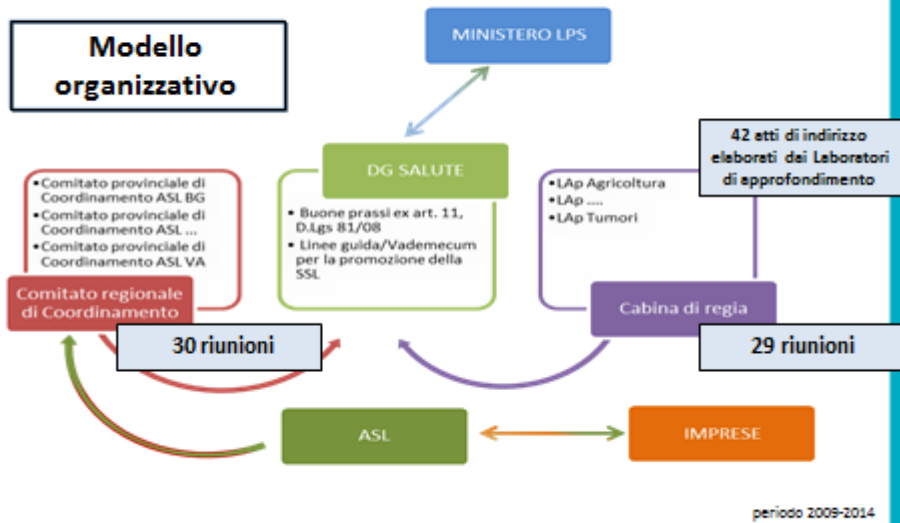 Modello
organizzativo
MINISTERO LPS
42 atti di indirizzo
elaborati dai Laboratori
di approfondimento
DG SALUTE
•Comitato provinciale di
Coordinamento ASL BG
•Comitato provinciale di
Coordinamento ASL ...
•Comitato provinciale di
Coordinamento ASL VA
Comitato regionale
di Coordinamento
30 riunioni
• Buone prassi ex art. 11,
D.Lgs 81/08
• Linee guida/Vademecum
per la promozione della
SSL
•LAp Agricoltura
•LAp ....
•LAp Tumori
Cabina di regia
29 riunioni
ASL
IMPRESE
periodo 2009-2014